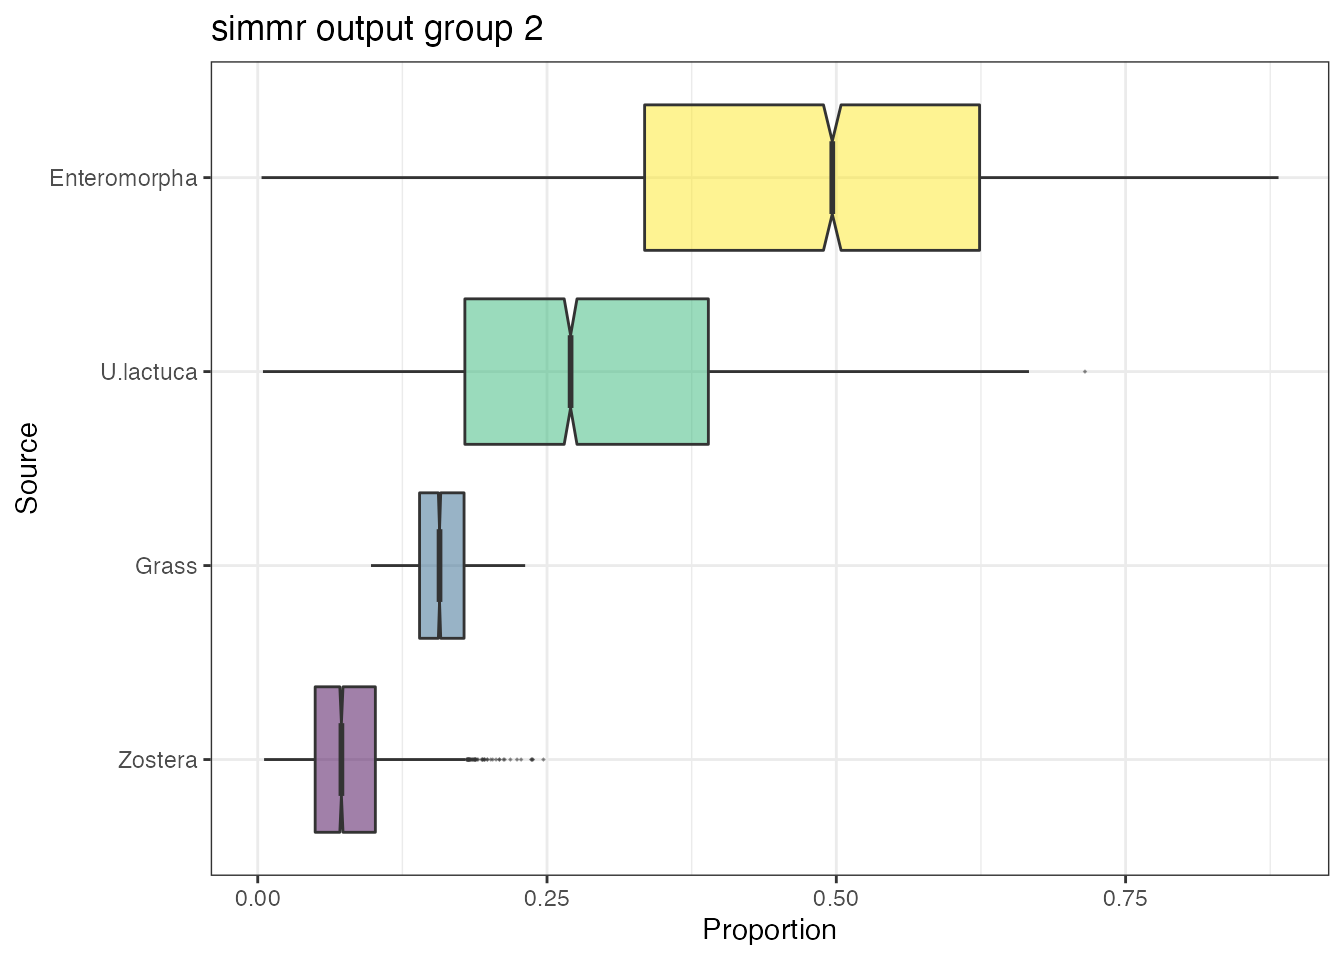 simmr output group 2
Source
Enteromorpha
U.lactuca
Grass
Zostera
0.00 0.25 0.50 0.75
Proportion